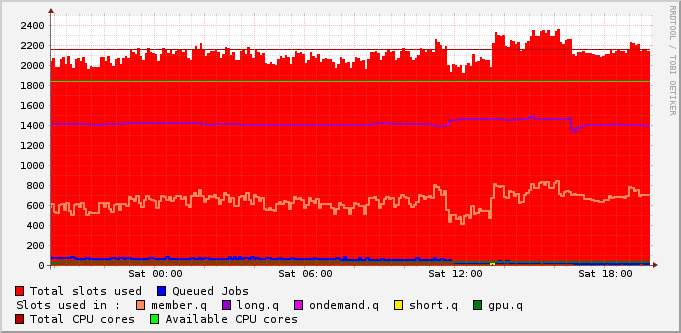 2400
2200
2000
1800
1600
1400
1200
1000
800
600
400
200
0
Sat 00:00 Sat 06:00 Sat 12:00 Sat 18:00
Total slots used Queued Jobs
Slots used in : member.q long.q ondemand.q short.q gpu.q
Total CPU cores Available CPU cores
RRDTOOL / TOBI OETIKER